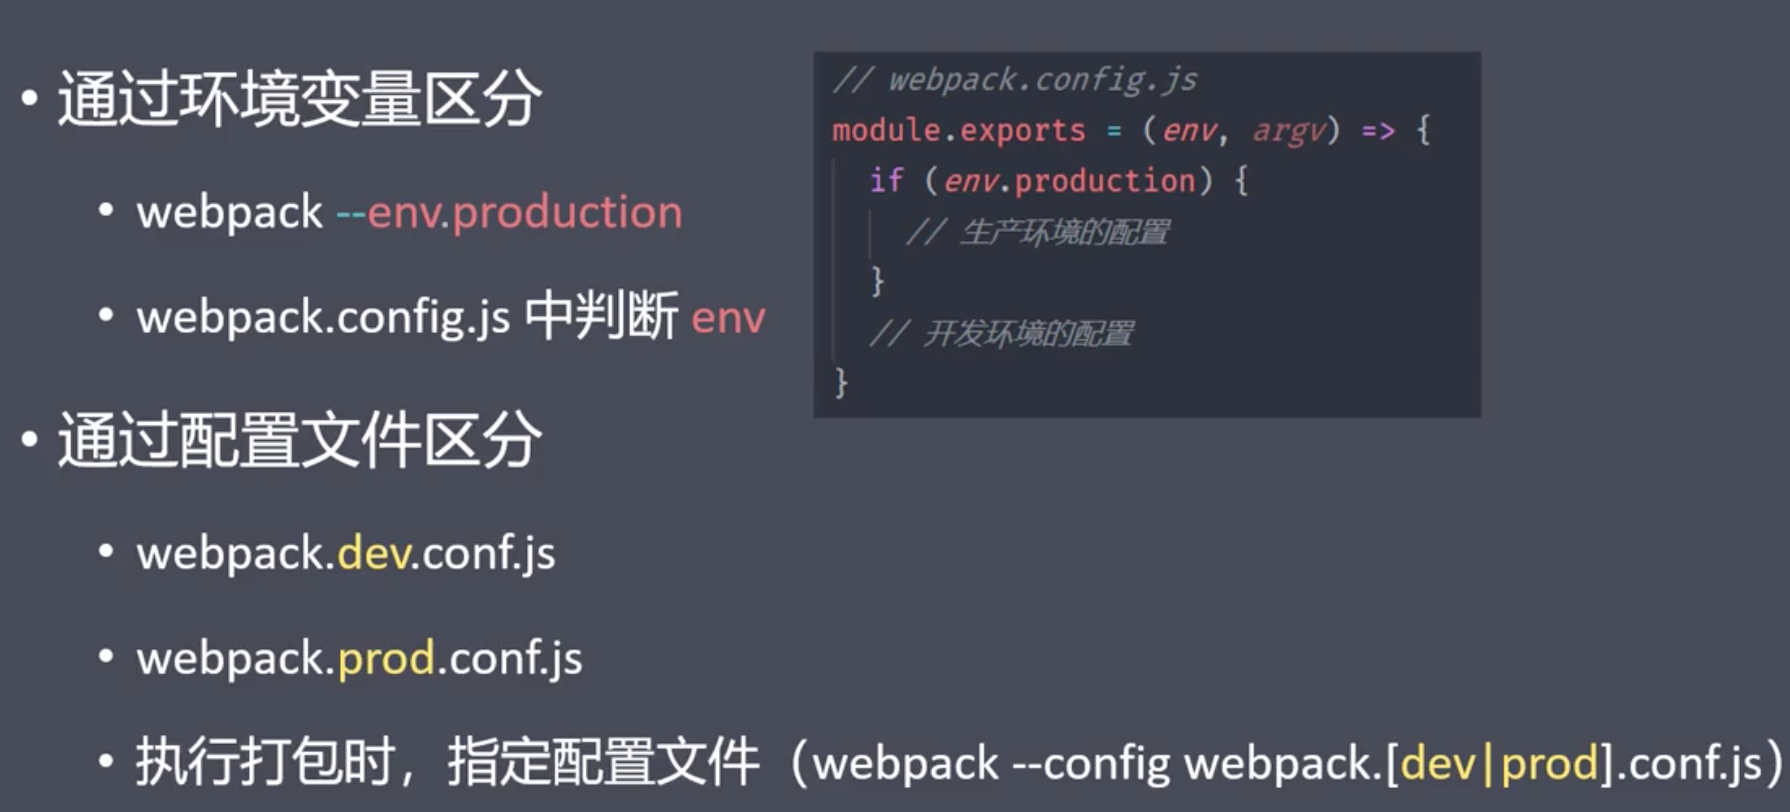 • 通过环境变量区分
• webpack --env.production
• webpack.config.js 中判断 env
• 通过配置文件区分
• webpack.dev.conf.js
• webpack.prod.conf.js
• 执行打包时，指定配置文件（webpack --config webpack.[dev|prod].conf.js）
// webpack.config.js
module.exports = (env, argv) => {
if (env.production) {
// 生产环境的配置
}
// 开发环境的配置
}